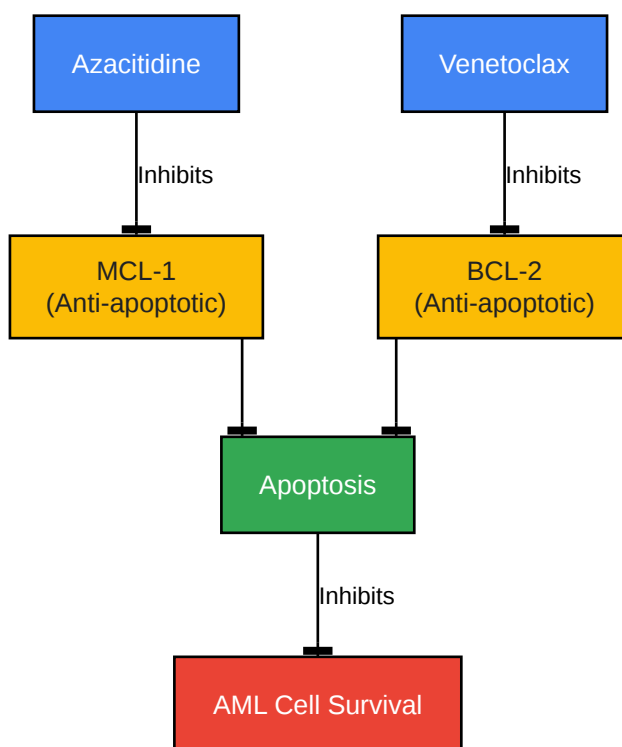 Azacitidine
Venetoclax
Inhibits
Inhibits
MCL-1
(Anti-apoptotic)
BCL-2
(Anti-apoptotic)
Apoptosis
Inhibits
AML Cell Survival